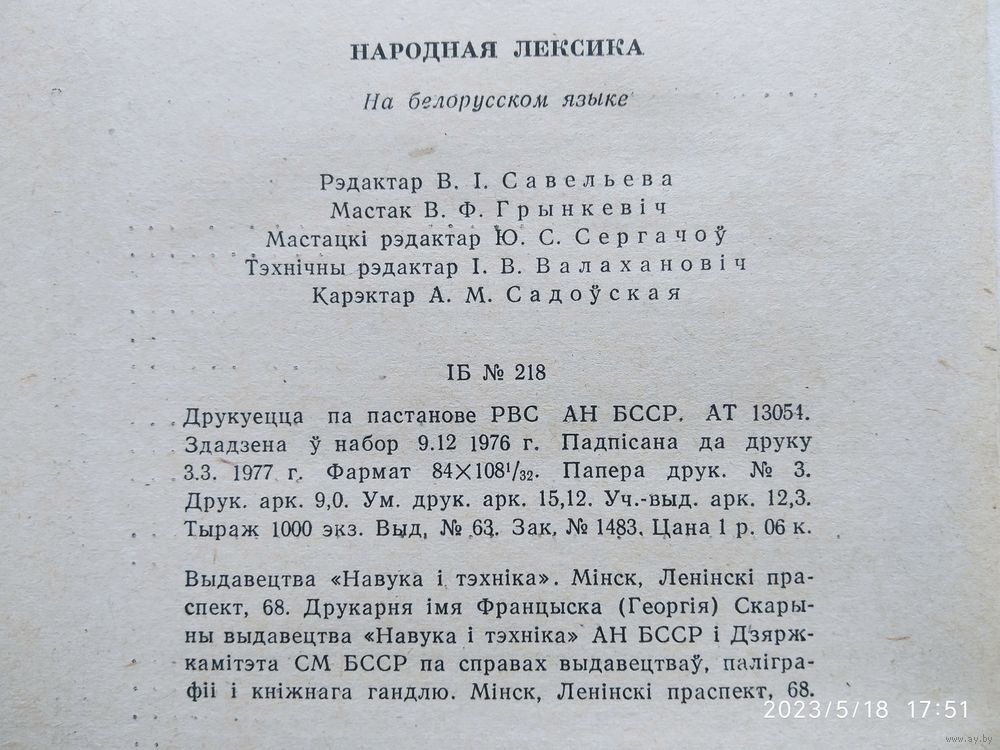 НАРОДНАЯ ЛЕКСИКА
На белорусском языке
Рэдактар В. І. Савельева
Мастак В. Ф. Грынкевіч
Мастацкі рэдактар Ю. С. Сергачоў
Тэхнічны рэдактар І. В. Валахановіч
Карэктар А. М. Садоўская
ІБ № 218
Друкуецца па пастанове РВС АН БССР. АТ 13054.
Здадзена ў набор 9.12 1976 г. Падпісана да друку
3.3. 1977 г. Фармат 84×108¹/₃₂. Папера друк. № 3.
Друк. арк. 9,0. Ум. друк. арк. 15,12. Уч.-выд. арк. 12,3.
Тыраж 1000 экз. Выд. № 63. Зак. № 1483. Цана 1 р. 06 к.
Выдавецтва «Навука і тэхніка». Мінск, Ленінскі пра-
спект, 68. Друкарня імя Францыска (Георгія) Скары-
ны выдавецтва «Навука і тэхніка» АН БССР і Дзярж-
камітэта СМ БССР па справах выдавецтваў, палігра-
фіі і кніжнага гандлю. Мінск, Ленінскі праспект, 68.
2023/5/18 17:51
www.ay.by